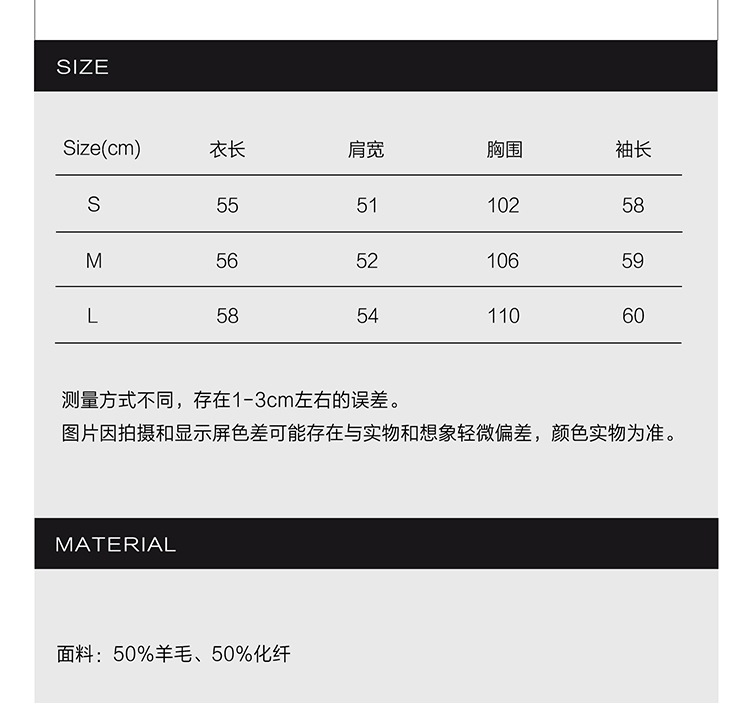 SIZE
Size(cm) 衣长 肩宽 胸围 袖长
S 55 51 102 58
M 56 52 106 59
L 58 54 110 60
测量方式不同，存在1-3cm左右的误差。
图片因拍摄和显示屏色差可能存在与实物和想象轻微偏差，颜色实物为准。
MATERIAL
面料：50%羊毛、50%化纤